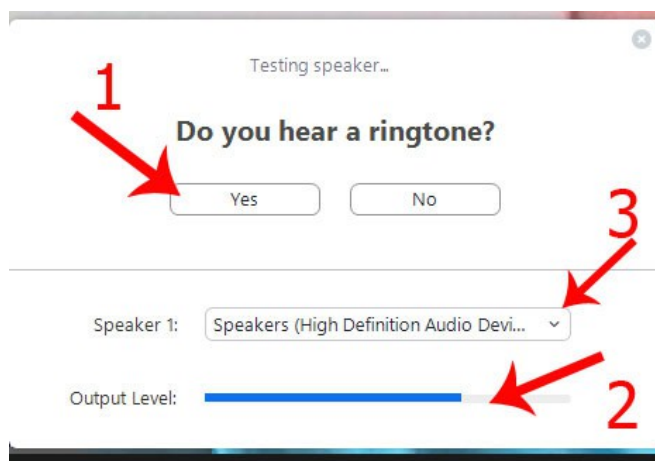 Testing speaker...
1
Do you hear a ringtone?
Yes No
3
Speaker 1: Speakers (High Definition Audio Devi...
Output Level:
2